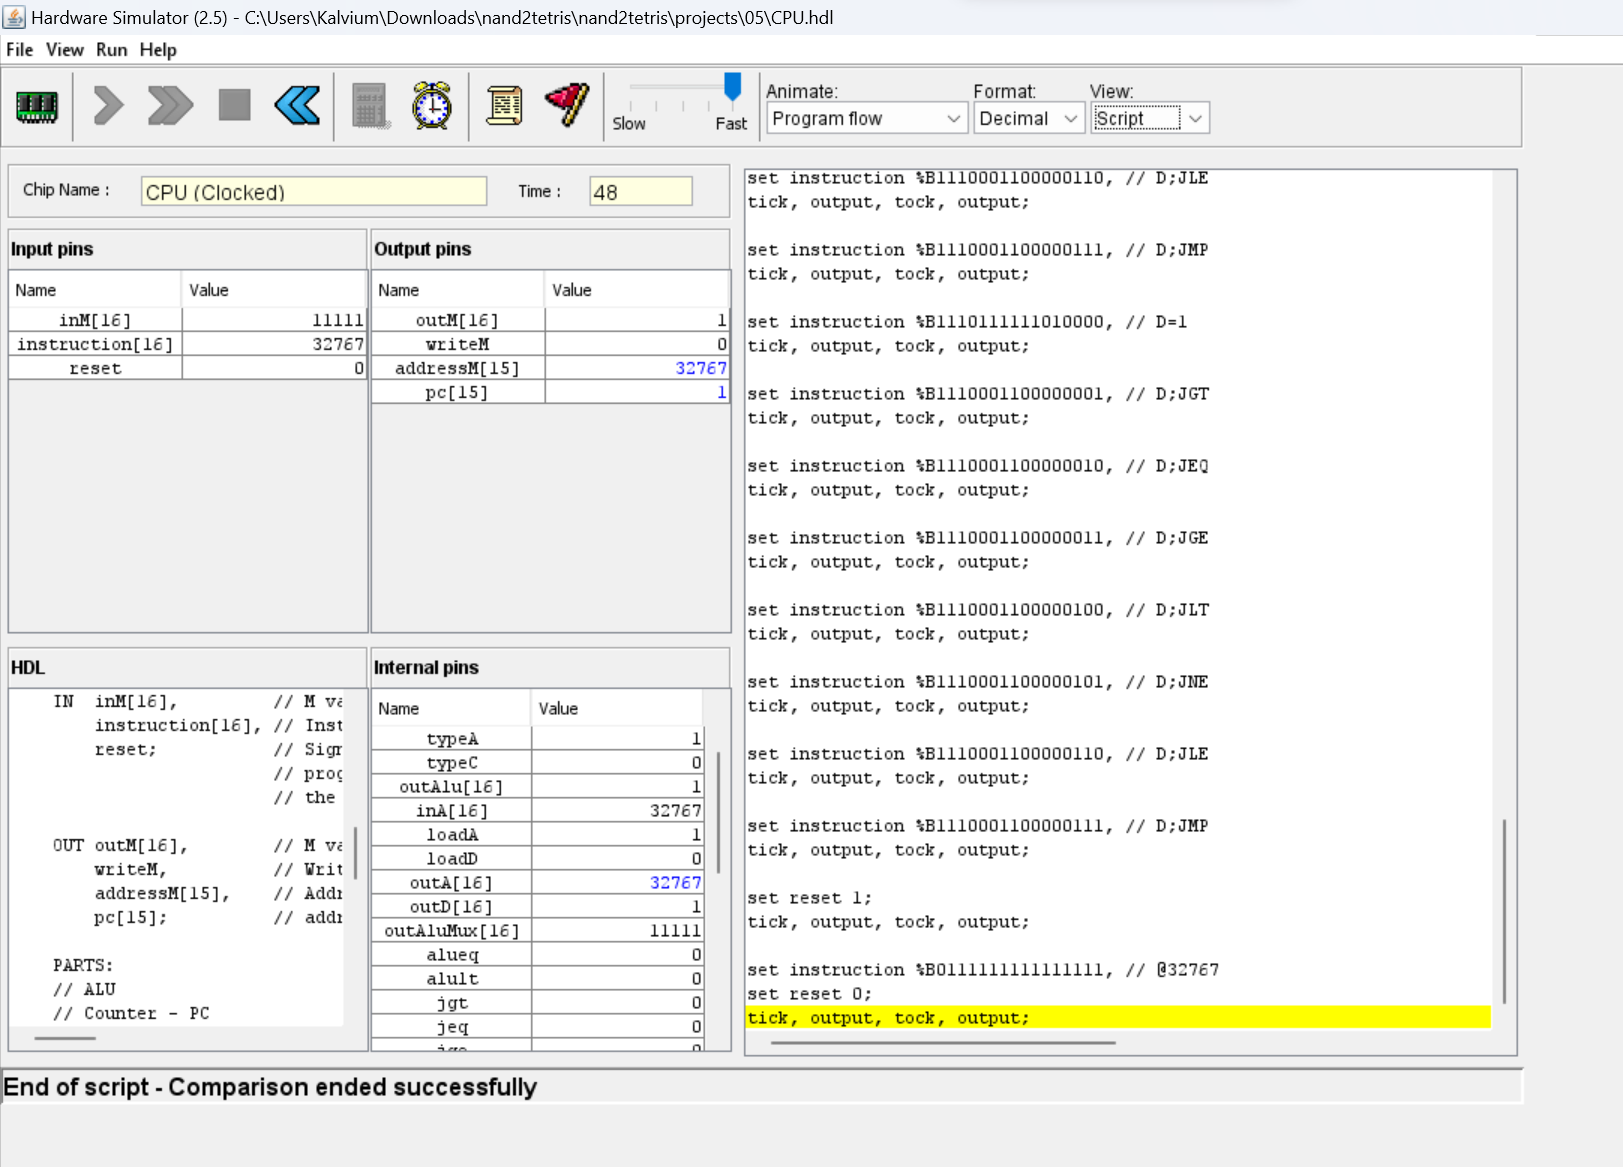 Hardware Simulator (2.5) - C:\Users\Kalvium\Downloads\nand2tetris\nand2tetris\projects\05\CPU.hdl
File View Run Help
Slow Fast
Animate: Format: View:
Program flow Decimal Script
Chip Name : CPU (Clocked) Time : 48
Input pins
Name Value
inM[16] 11111
instruction[16] 32767
reset 0
Output pins
Name Value
outM[16] 1
writeM 0
addressM[15] 32767
pc[15] 1
HDL
IN inM[16], // M va
instruction[16], // Inst
reset; // Sign
// prog
// the
OUT outM[16], // M va
writeM, // Writ
addressM[15], // Addr
pc[15]; // addr
PARTS:
// ALU
// Counter - PC
Internal pins
Name Value
typeA 1
typeC 0
outAlu[16] 1
inA[16] 32767
loadA 1
loadD 0
outA[16] 32767
outD[16] 1
outAluMux[16] 11111
alueq 0
alult 0
jgt 0
jeq 0
set instruction %B1110001100000110, // D;JLE
tick, output, tock, output;
set instruction %B1110001100000111, // D;JMP
tick, output, tock, output;
set instruction %B1110111111010000, // D=1
tick, output, tock, output;
set instruction %B1110001100000001, // D;JGT
tick, output, tock, output;
set instruction %B1110001100000010, // D;JEQ
tick, output, tock, output;
set instruction %B1110001100000011, // D;JGE
tick, output, tock, output;
set instruction %B1110001100000100, // D;JLT
tick, output, tock, output;
set instruction %B1110001100000101, // D;JNE
tick, output, tock, output;
set instruction %B1110001100000110, // D;JLE
tick, output, tock, output;
set instruction %B1110001100000111, // D;JMP
tick, output, tock, output;
set reset 1;
tick, output, tock, output;
set instruction %B0111111111111111, // @32767
set reset 0;
tick, output, tock, output;
End of script - Comparison ended successfully